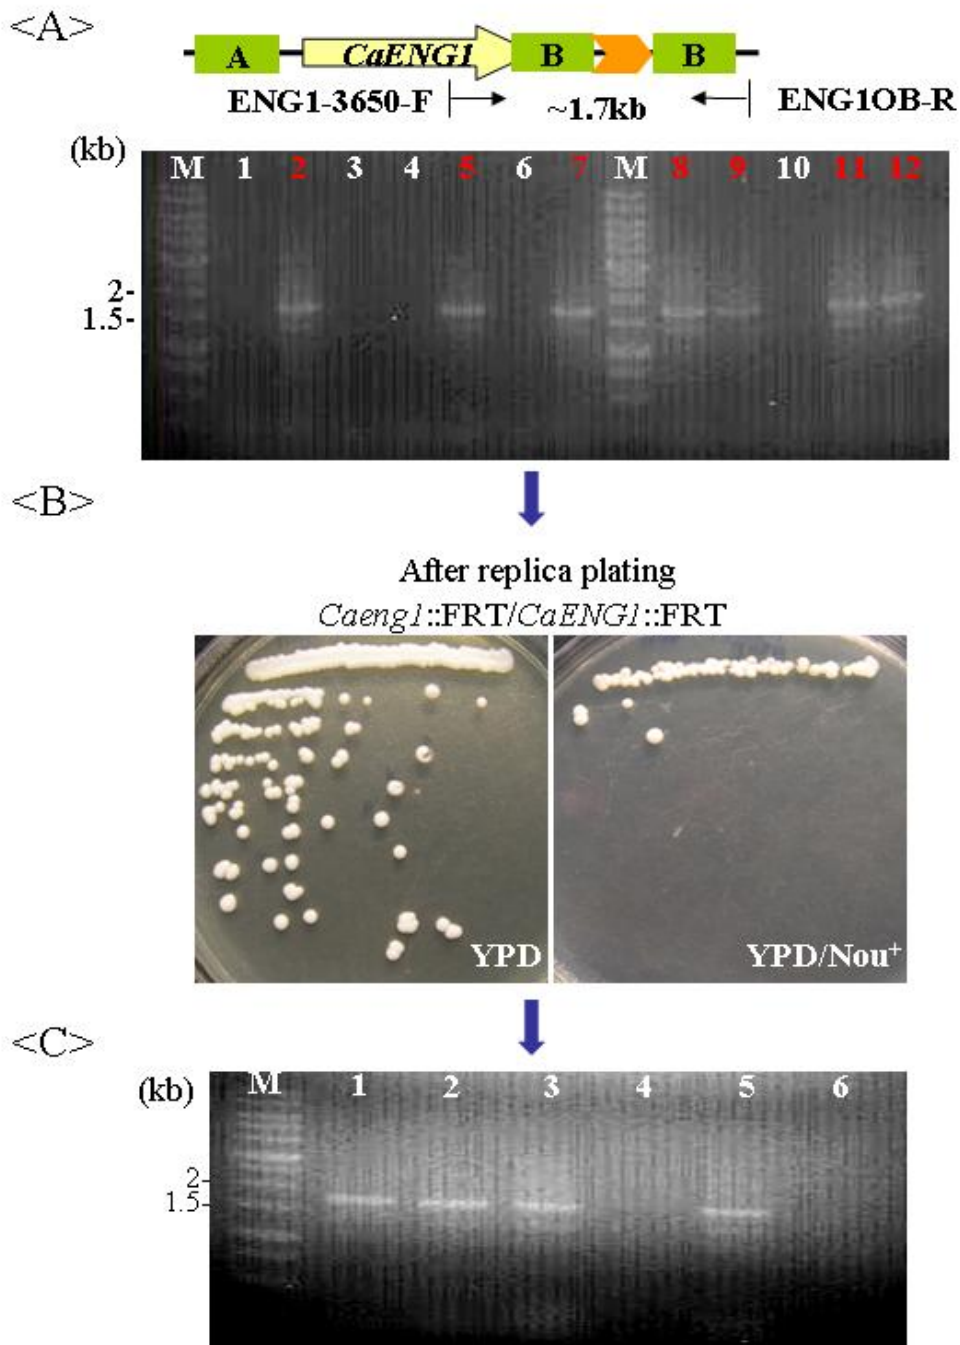 <A>
A CaENG1 B B
ENG1-3650-F ~1.7kb ENG1OB-R
(kb)
M 1 2 3 4 5 6 7 M 8 9 10 11 12
2-
1.5-
<B>
After replica plating
Caeng1::FRT/CaENG1::FRT
YPD YPD/Nou+
<C>
(kb) M 1 2 3 4 5 6
2-
1.5-